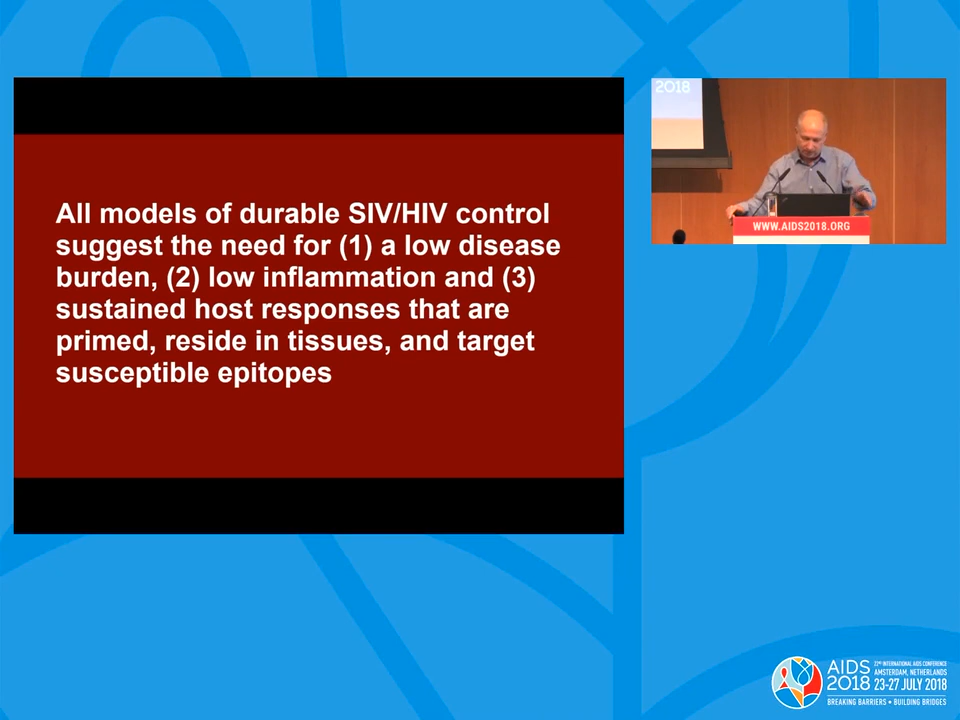 All models of durable SIV/HIV control
suggest the need for (1) a low disease
burden, (2) low inflammation and (3)
sustained host responses that are
primed, reside in tissues, and target
susceptible epitopes
2018
WWW.AIDS2018.ORG
AIDS
2018
22ND INTERNATIONAL AIDS CONFERENCE
AMSTERDAM, NETHERLANDS
23-27 JULY 2018
BREAKING BARRIERS • BUILDING BRIDGES